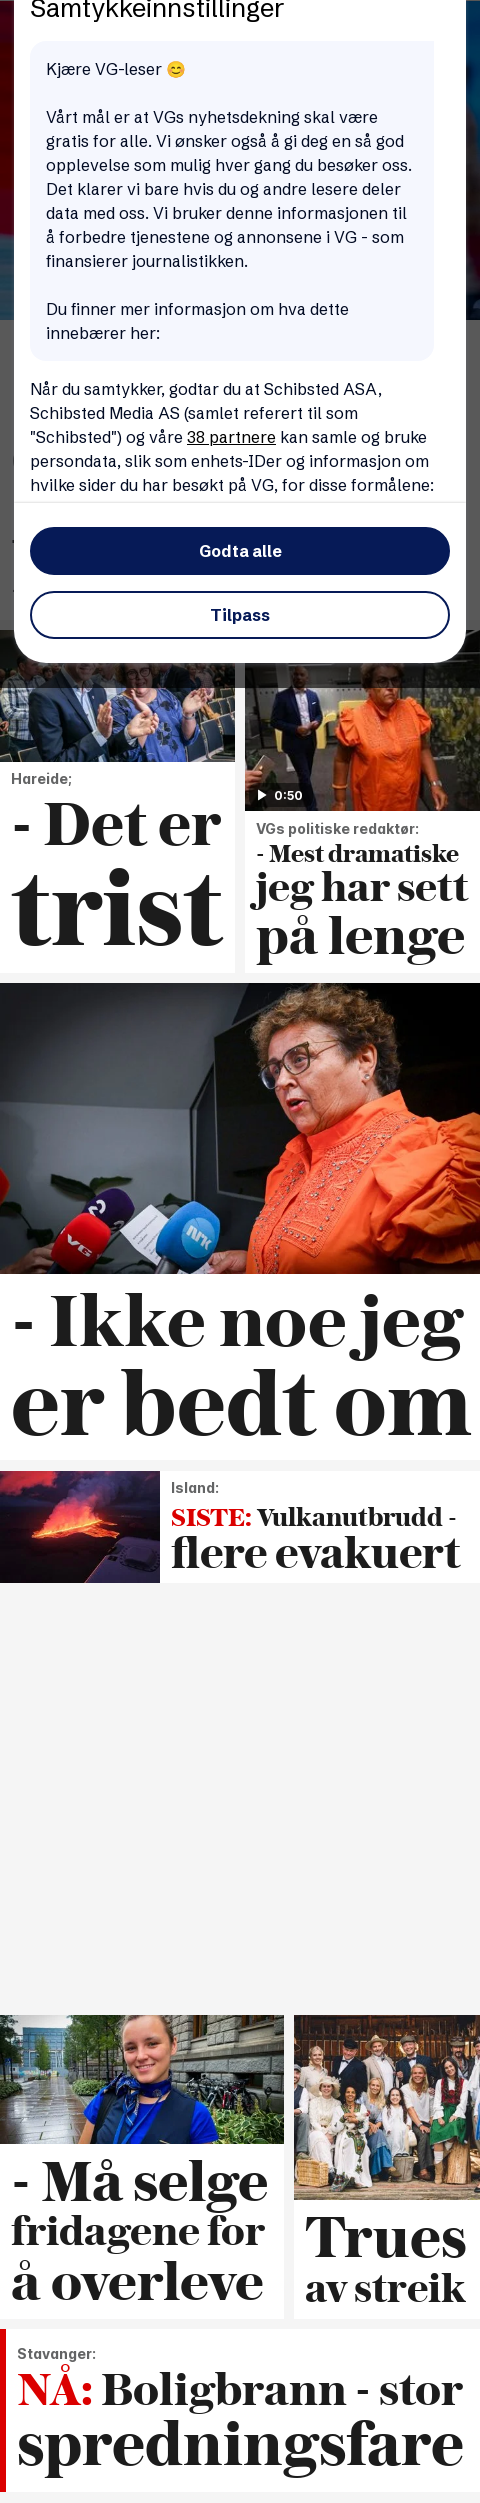 Samtykkeinnstillinger
Kjære VG-leser 😊
Vårt mål er at VGs nyhetsdekning skal være
gratis for alle. Vi ønsker også å gi deg en så god
opplevelse som mulig hver gang du besøker oss.
Det klarer vi bare hvis du og andre lesere deler
data med oss. Vi bruker denne informasjonen til
å forbedre tjenestene og annonsene i VG - som
finansierer journalistikken.
Du finner mer informasjon om hva dette
innebærer her:
Når du samtykker, godtar du at Schibsted ASA,
Schibsted Media AS (samlet referert til som
"Schibsted") og våre 38 partnere kan samle og bruke
persondata, slik som enhets-IDer og informasjon om
hvilke sider du har besøkt på VG, for disse formålene:
Godta alle
Tilpass
0:50
Hareide;
- Det er
trist
VGs politiske redaktør:
- Mest dramatiske
jeg har sett
på lenge
VG
2
NRK
- Ikke noe jeg
er bedt om
Island:
SISTE: Vulkanutbrudd -
flere evakuert
- Må selge
fridagene for
å overleve
Trues
av streik
Stavanger:
NÅ: Boligbrann - stor
spredningsfare